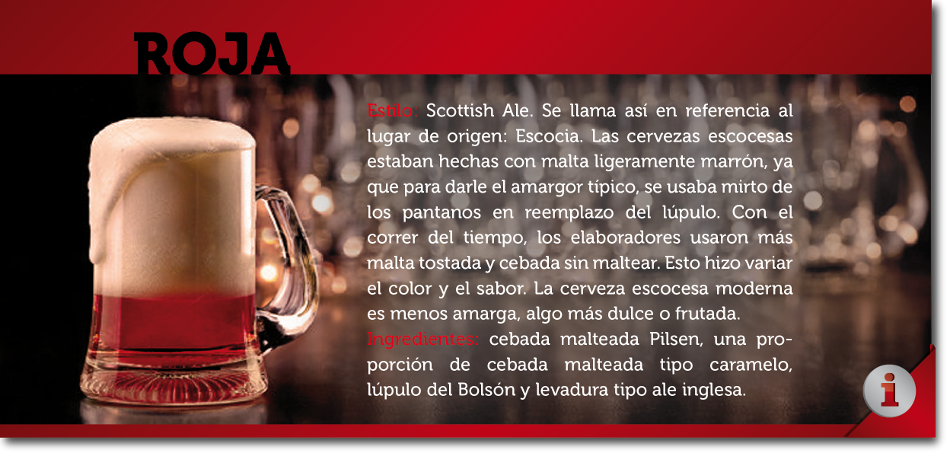 ROJA
Estilo: Scottish Ale. Se llama así en referencia al
lugar de origen: Escocia. Las cervezas escocesas
estaban hechas con malta ligeramente marrón, ya
que para darle el amargor típico, se usaba mirto de
los pantanos en reemplazo del lúpulo. Con el
correr del tiempo, los elaboradores usaron más
malta tostada y cebada sin maltear. Esto hizo variar
el color y el sabor. La cerveza escocesa moderna
es menos amarga, algo más dulce o frutada.
Ingredientes: cebada malteada Pilsen, una pro-
porción de cebada malteada tipo caramelo,
lúpulo del Bolsón y levadura tipo ale inglesa.
i